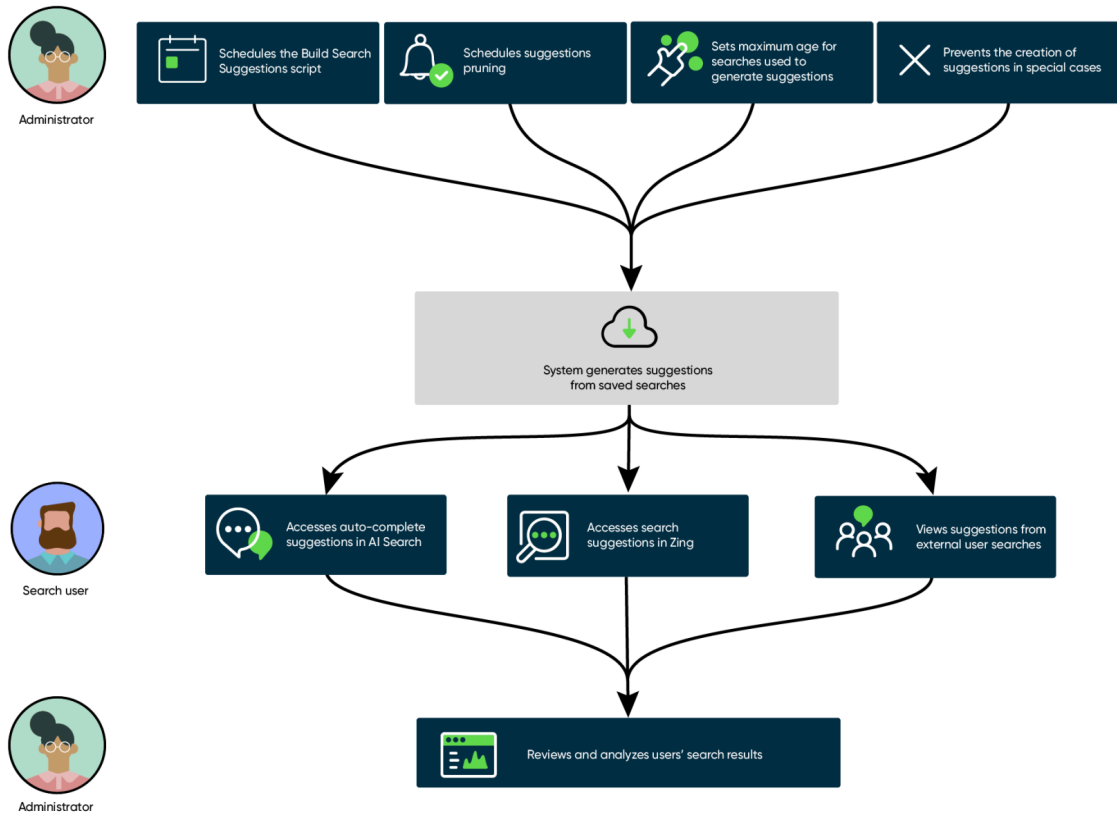 Schedules the Build Search
Suggestions script
Schedules suggestions
pruning
Sets maximum age for
searches used to
generate suggestions
Prevents the creation of
suggestions in special cases
Administrator
System generates suggestions
from saved searches
Accesses auto-complete
suggestions in AI Search
Accesses search
suggestions in Zing
Views suggestions from
external user searches
Search user
Reviews and analyzes users’ search results
Administrator